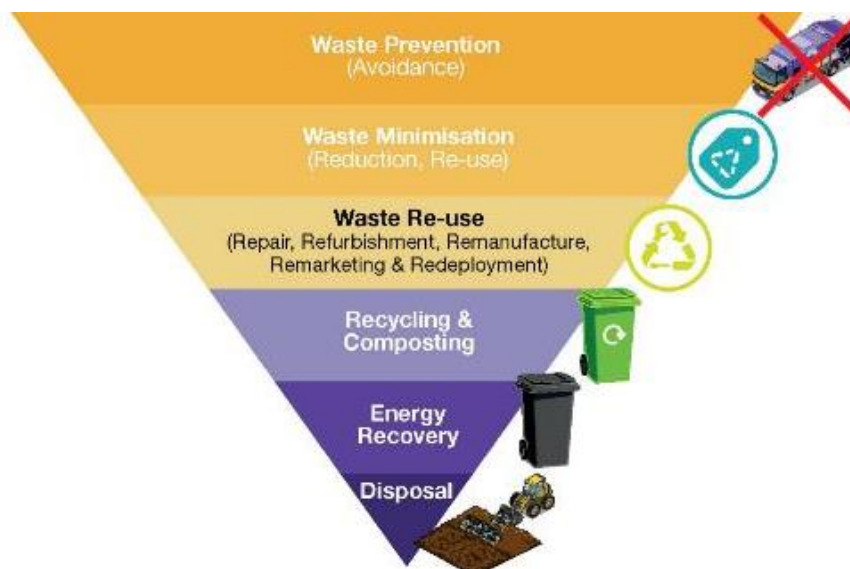 Waste Prevention
(Avoidance)
Waste Minimisation
(Reduction, Re-use)
Waste Re-use
(Repair, Refurbishment, Remanufacture,
Remarketing & Redeployment)
Recycling &
Composting
Energy
Recovery
Disposal